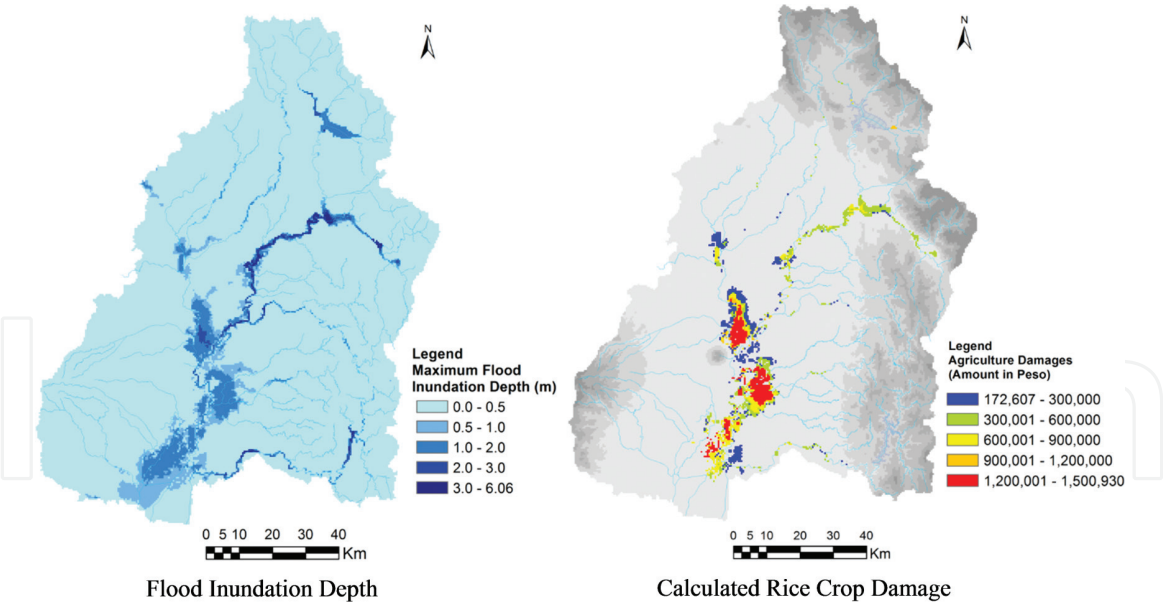 N
Legend
Maximum Flood
Inundation Depth (m)
0.0 - 0.5
0.5 - 1.0
1.0 - 2.0
2.0 - 3.0
3.0 - 6.06
0 5 10 20 30 40
Km
Flood Inundation Depth
N
Legend
Agriculture Damages
(Amount in Peso)
172,607 - 300,000
300,001 - 600,000
600,001 - 900,000
900,001 - 1,200,000
1,200,001 - 1,500,930
0 5 10 20 30 40
Km
Calculated Rice Crop Damage